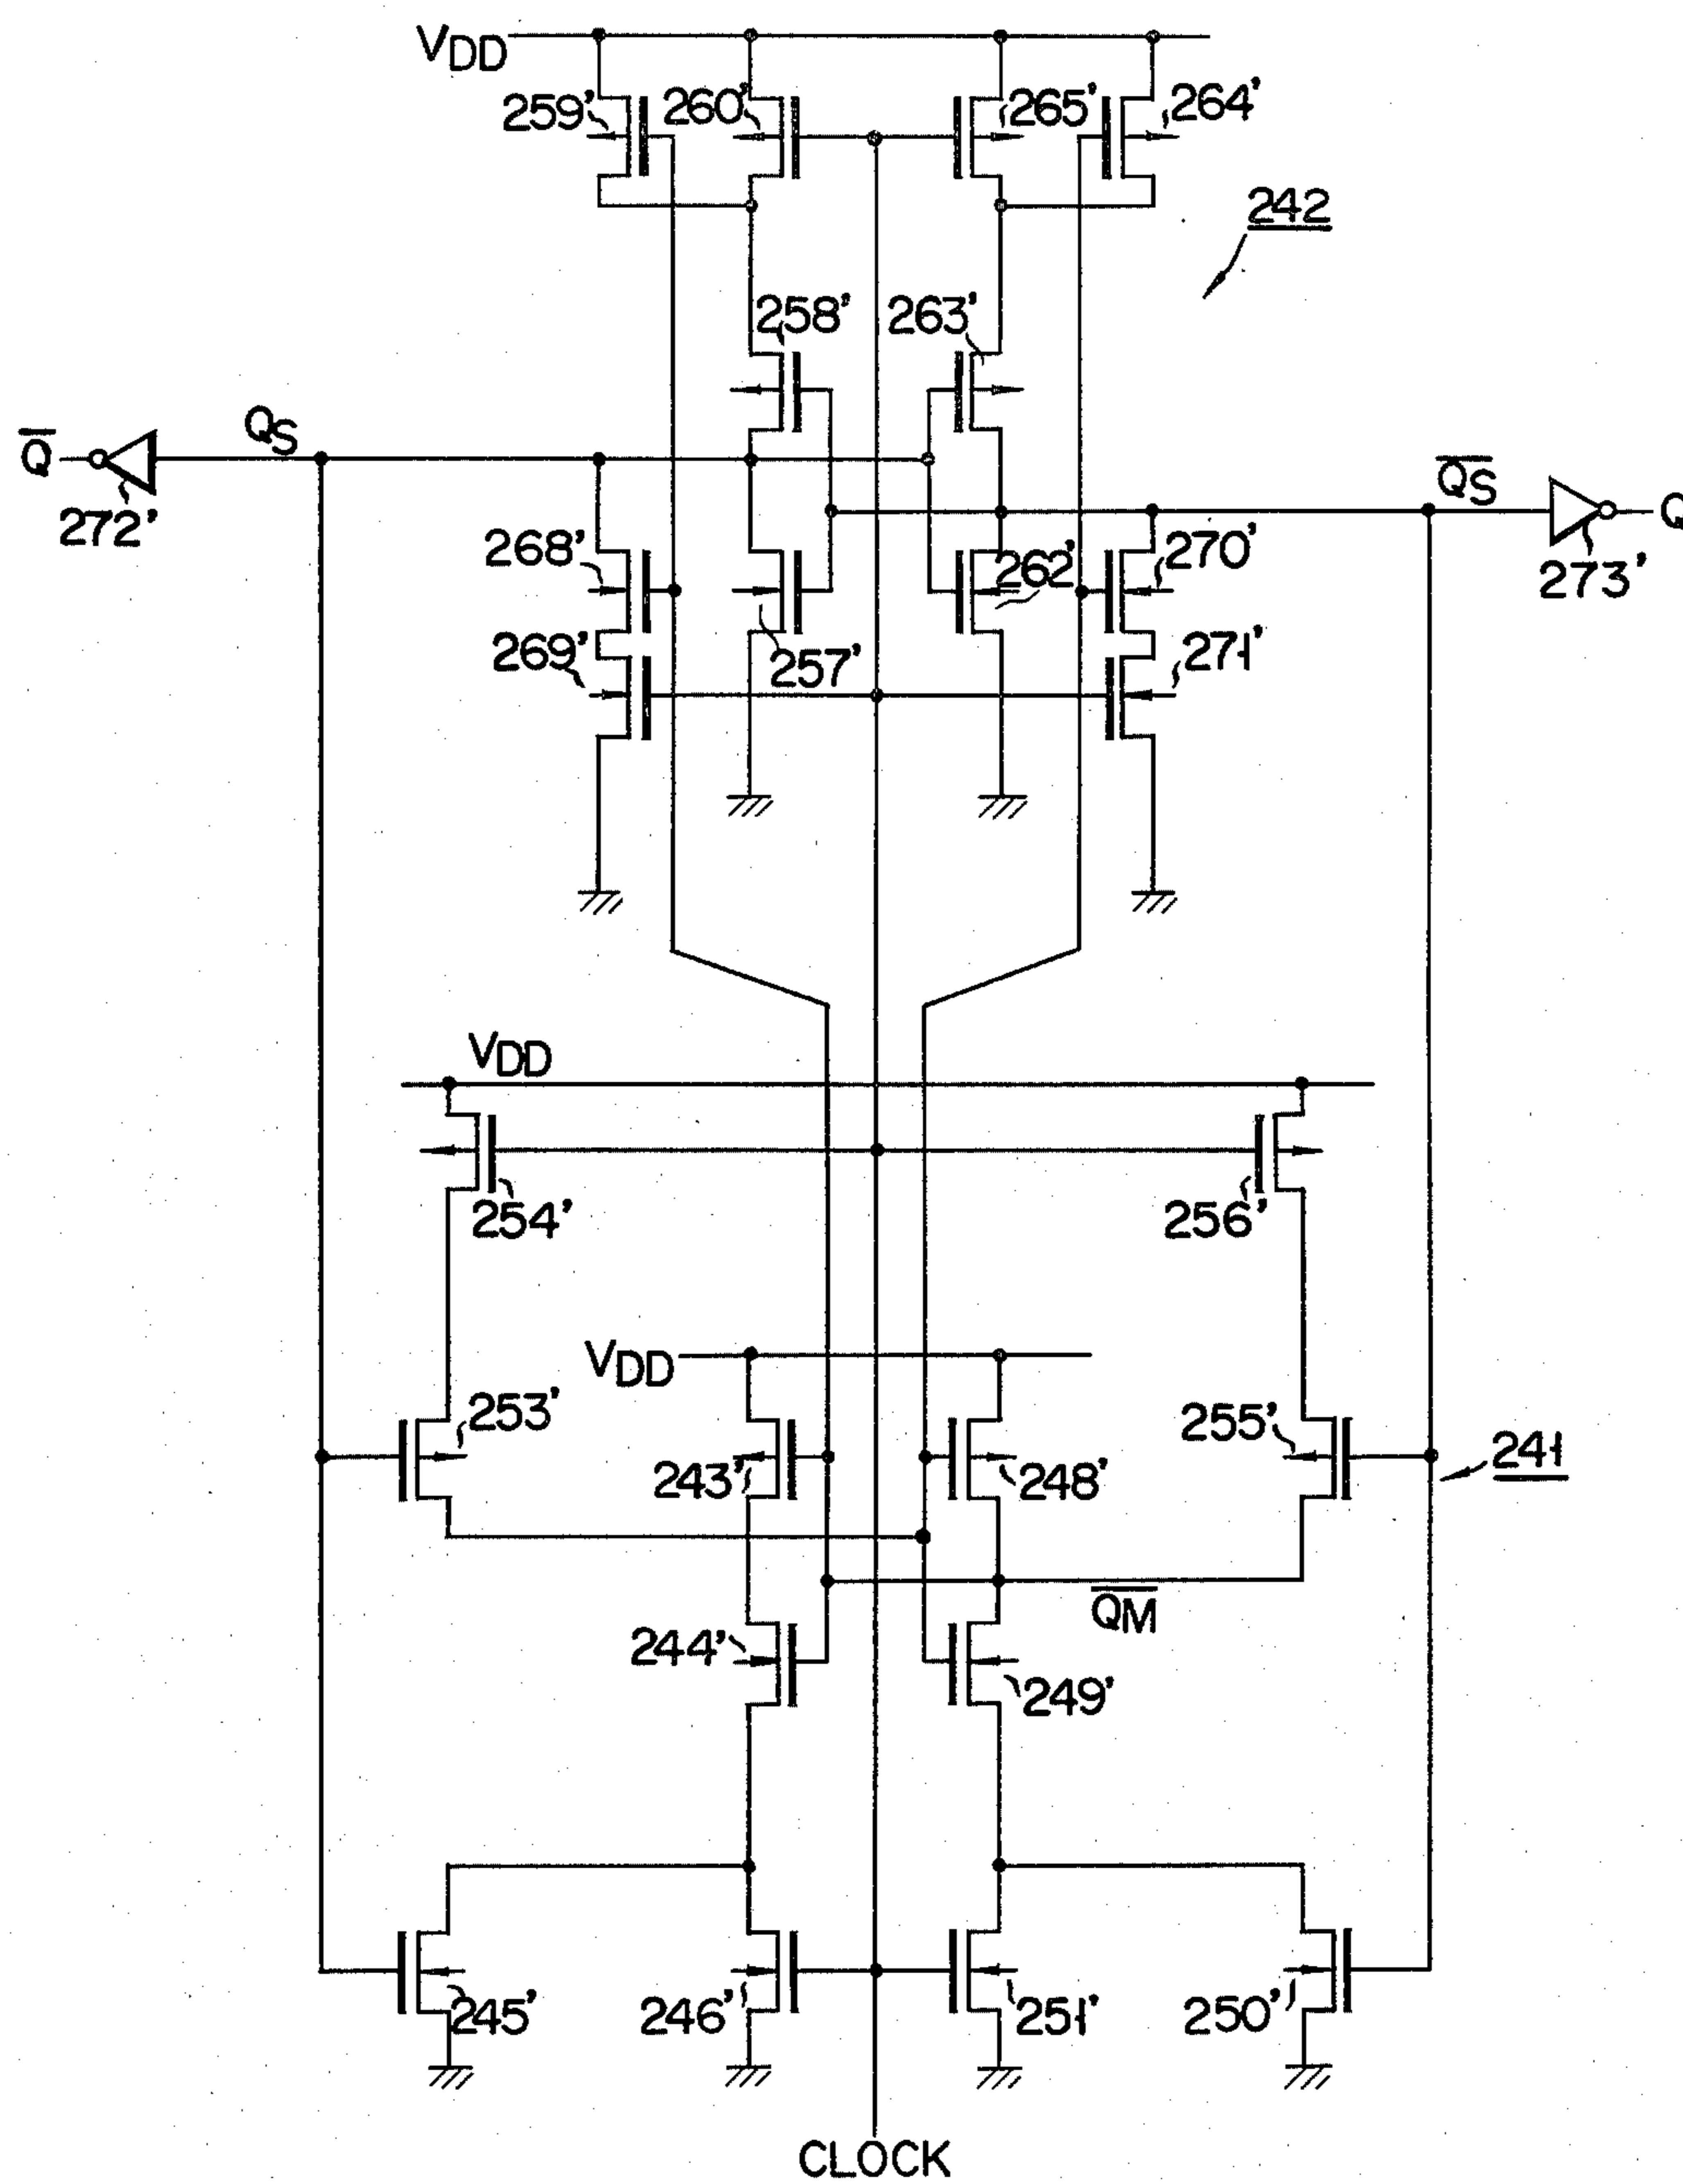 VDD
259' 260' 265' 264'
242
258' 263'
Q̅ QS Q̅S̅ Q
272' 268' 262' 270' 273'
269' 257' 271'
VDD
254' 256'
VDD
253' 243' 248' 255' 241
Q̅M̅
244' 249'
245' 246' 251' 250'
CLOCK